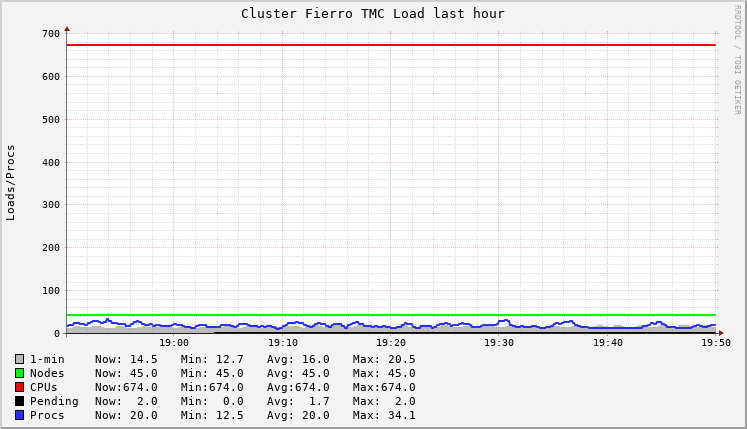 Cluster Fierro TMC Load last hour
RRDTOOL / TOBI OETIKER
Loads/Procs
700
600
500
400
300
200
100
0
19:00 19:10 19:20 19:30 19:40 19:50
1-min Now: 14.5 Min: 12.7 Avg: 16.0 Max: 20.5
Nodes Now: 45.0 Min: 45.0 Avg: 45.0 Max: 45.0
CPUs Now:674.0 Min:674.0 Avg:674.0 Max:674.0
Pending Now: 2.0 Min: 0.0 Avg: 1.7 Max: 2.0
Procs Now: 20.0 Min: 12.5 Avg: 20.0 Max: 34.1